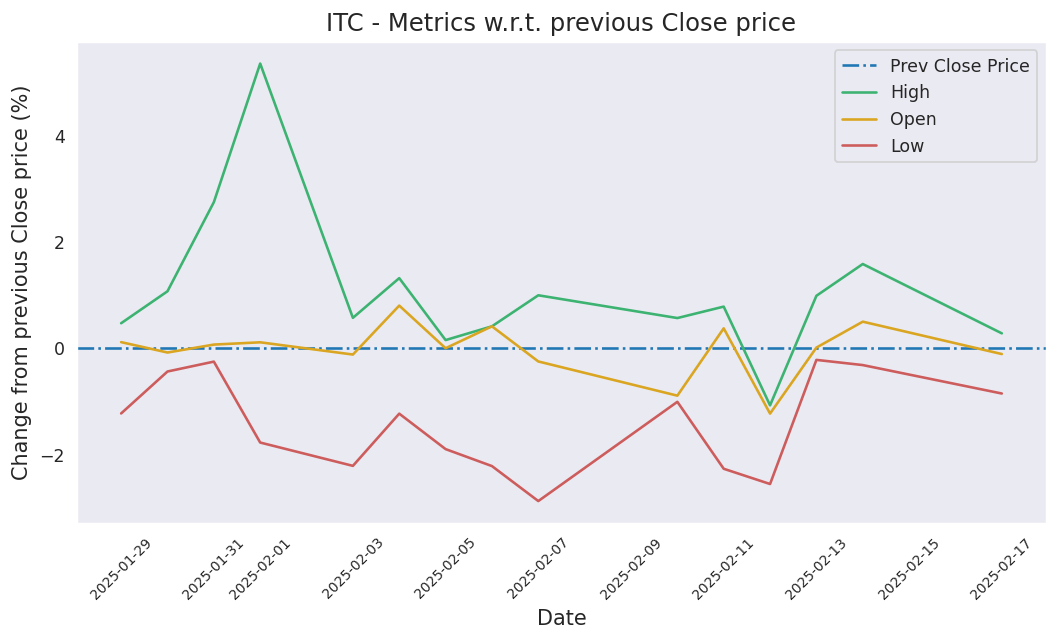 ITC - Metrics w.r.t. previous Close price
Prev Close Price
High
Open
Low
Change from previous Close price (%)
4
2
0
−2
2025-01-29
2025-01-31
2025-02-01
2025-02-03
2025-02-05
2025-02-07
2025-02-09
2025-02-11
2025-02-13
2025-02-15
2025-02-17
Date